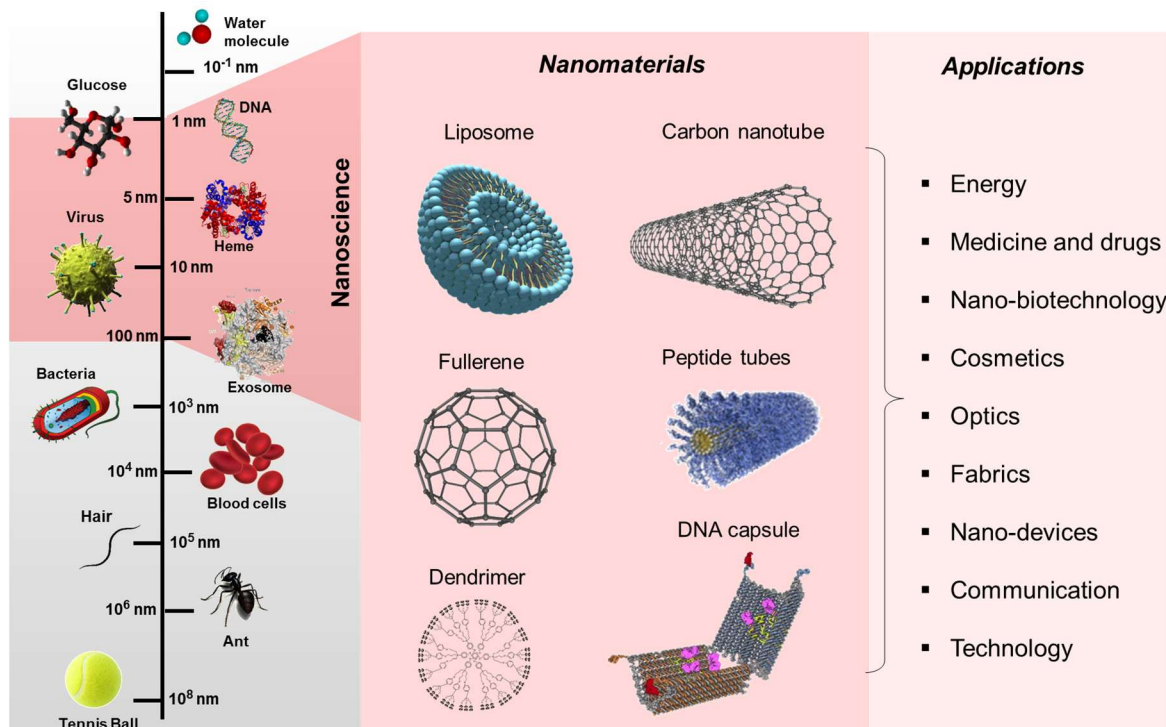 Water
molecule
10⁻¹ nm
Glucose
1 nm
DNA
5 nm
Heme
Virus
10 nm
100 nm
Exosome
Bacteria
10³ nm
10⁴ nm
Blood cells
Hair
10⁵ nm
10⁶ nm
Ant
10⁸ nm
Tennis Ball
Nanoscience
Nanomaterials
Liposome
Carbon nanotube
Fullerene
Peptide tubes
Dendrimer
DNA capsule
Applications
▪ Energy
▪ Medicine and drugs
▪ Nano-biotechnology
▪ Cosmetics
▪ Optics
▪ Fabrics
▪ Nano-devices
▪ Communication
▪ Technology